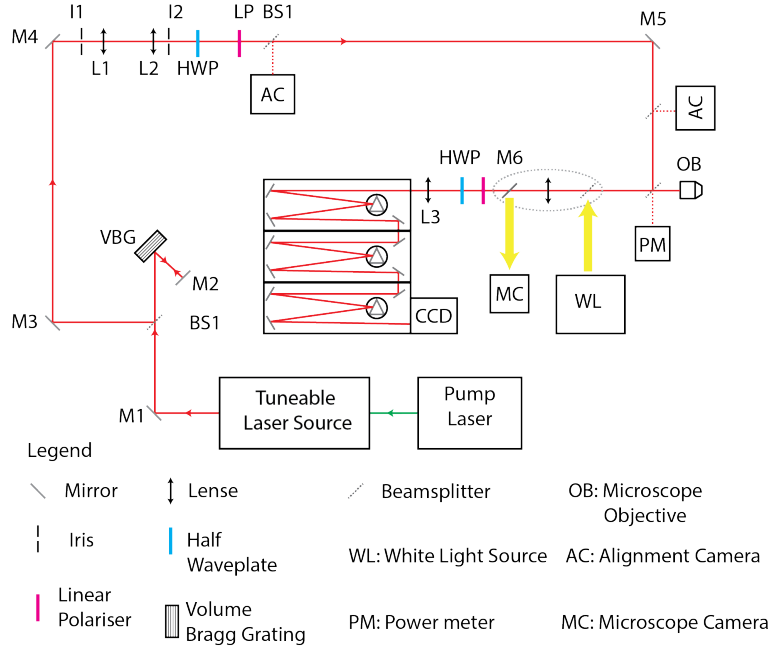 I1
I2
LP
BS1
M5
M4
L1
L2
HWP
AC
AC
HWP
M6
OB
L3
VBG
M2
PM
MC
WL
M3
BS1
CCD
M1
Tuneable
Laser Source
Pump
Laser
Legend
Mirror
Lense
Beamsplitter
OB: Microscope
Objective
Iris
Half
Waveplate
WL: White Light Source
AC: Alignment Camera
Linear
Polariser
Volume
Bragg Grating
PM: Power meter
MC: Microscope Camera